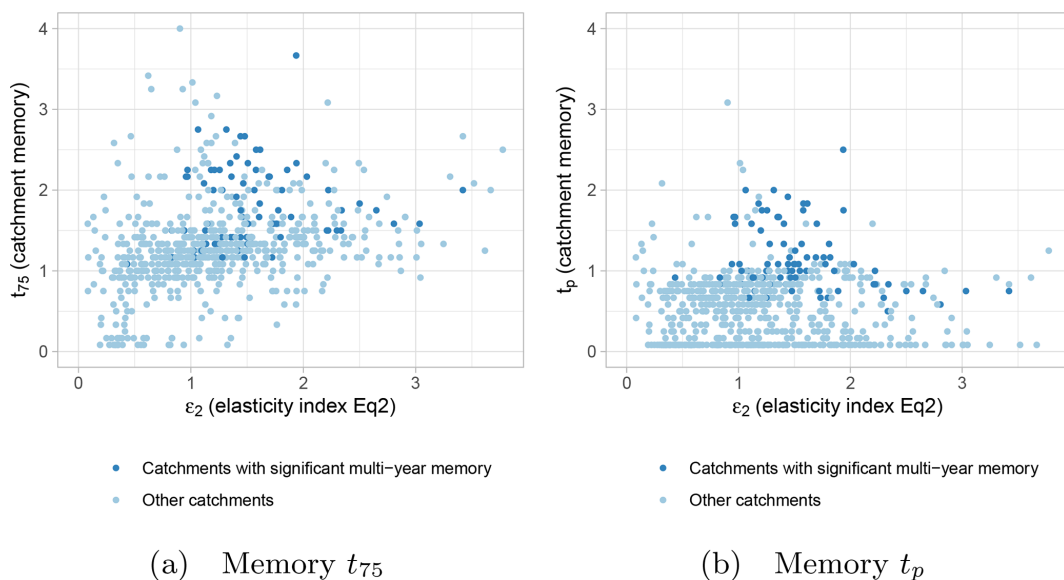 4
3
2
1
0
t75 (catchment memory)
0 1 2 3
ε2 (elasticity index Eq2)
Catchments with significant multi−year memory
Other catchments
(a) Memory t75
4
3
2
1
0
tp (catchment memory)
0 1 2 3
ε2 (elasticity index Eq2)
Catchments with significant multi−year memory
Other catchments
(b) Memory tp